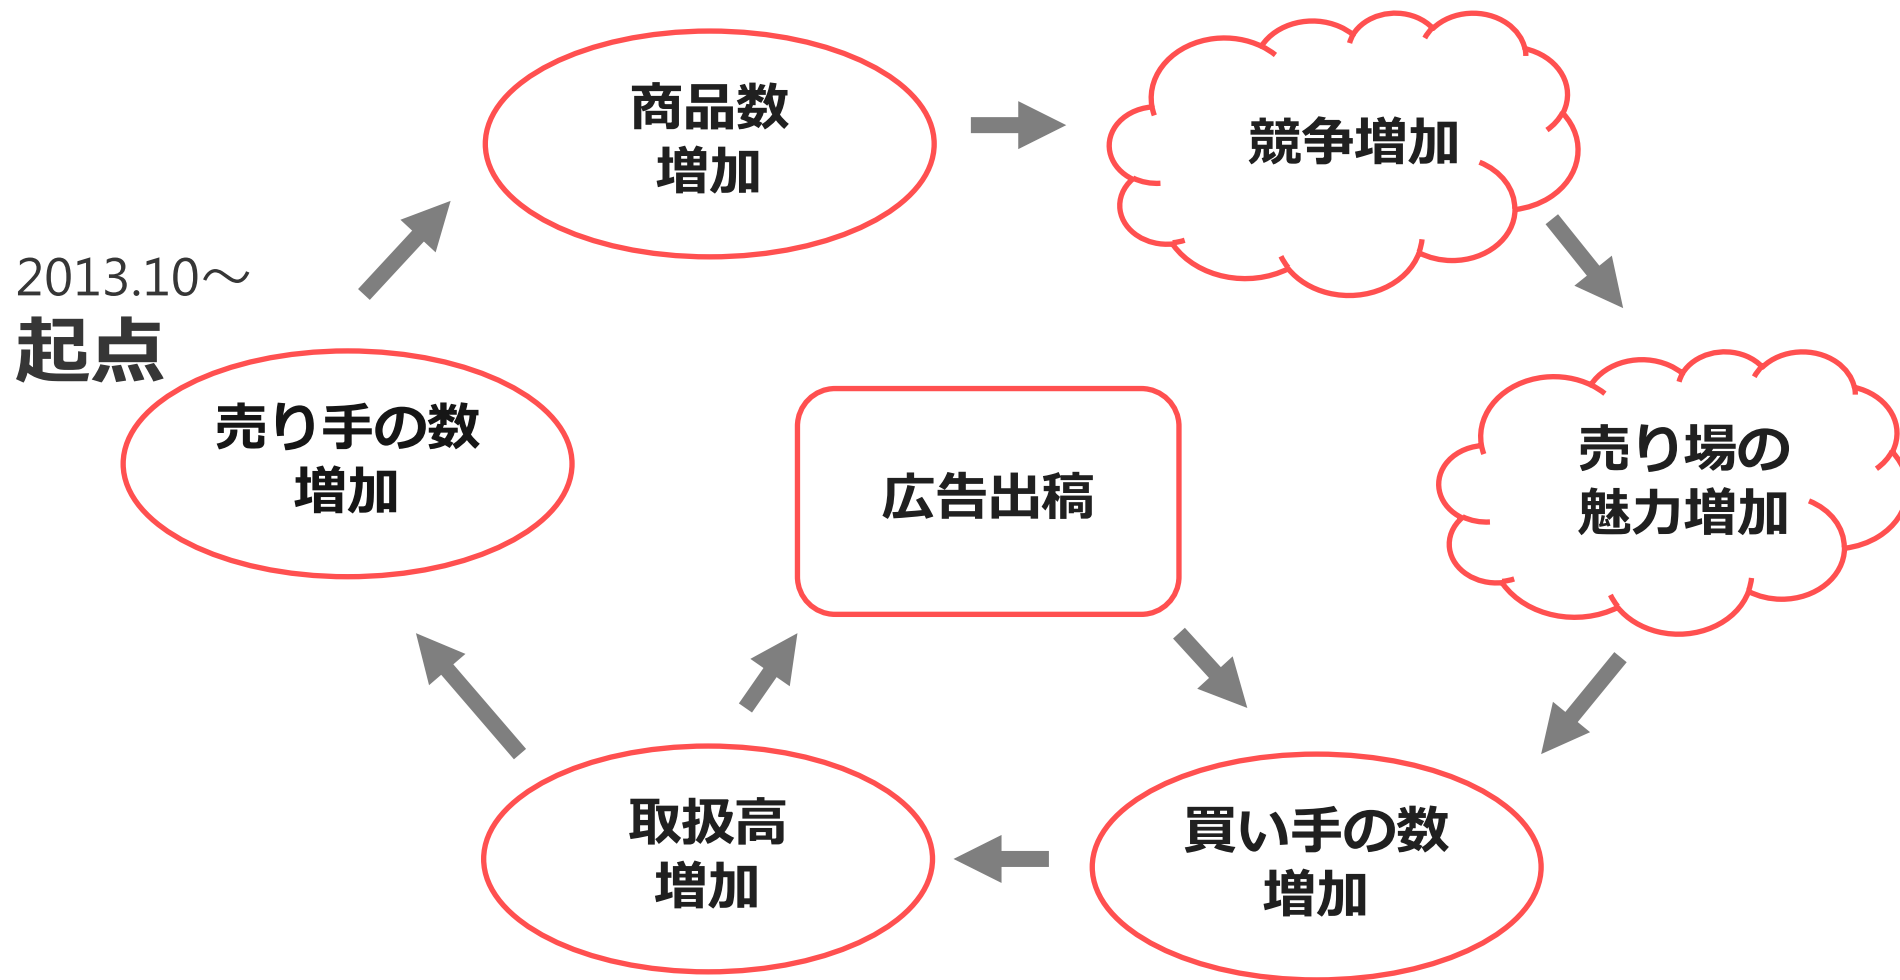 2013.10～
起点
売り手の数
増加
商品数
増加
競争増加
売り場の
魅力増加
買い手の数
増加
取扱高
増加
広告出稿